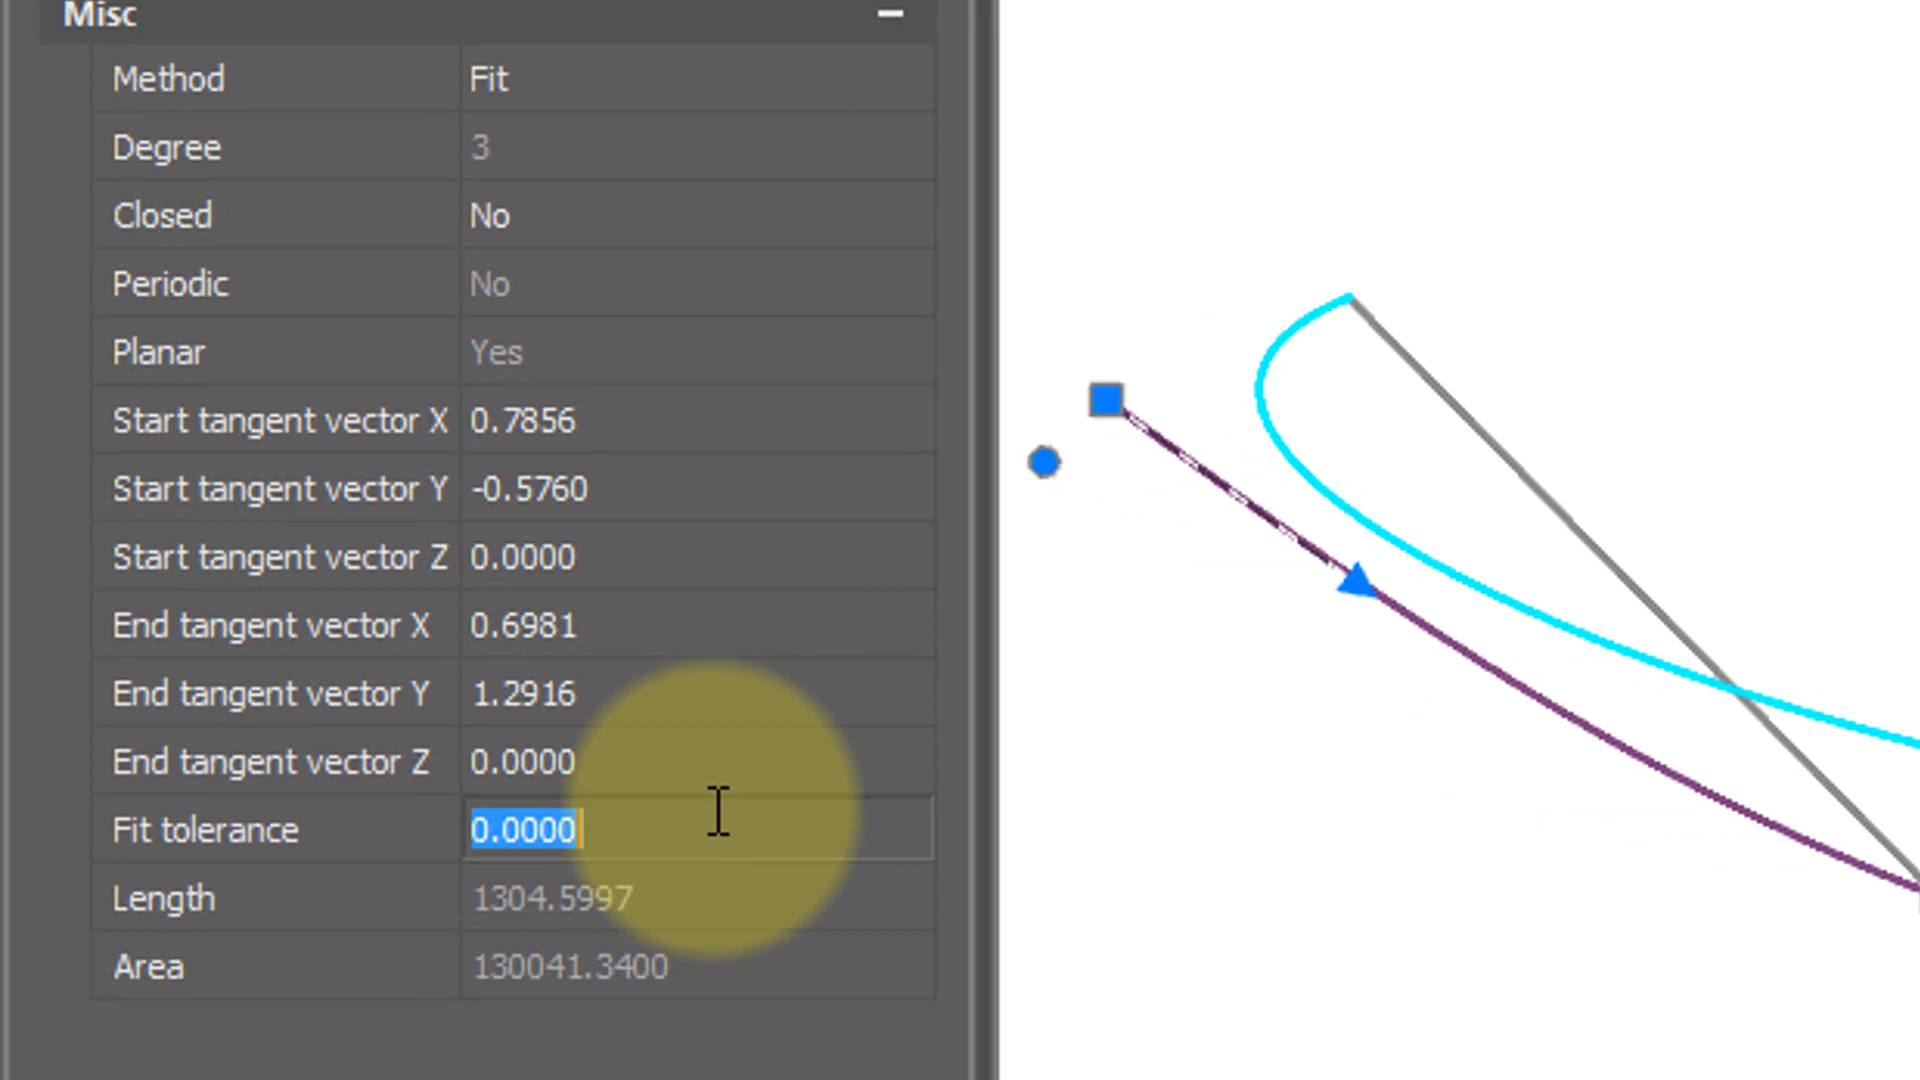 Misc
Method Fit
Degree 3
Closed No
Periodic No
Planar Yes
Start tangent vector X 0.7856
Start tangent vector Y -0.5760
Start tangent vector Z 0.0000
End tangent vector X 0.6981
End tangent vector Y 1.2916
End tangent vector Z 0.0000
Fit tolerance 0.0000
Length 1304.5997
Area 130041.3400